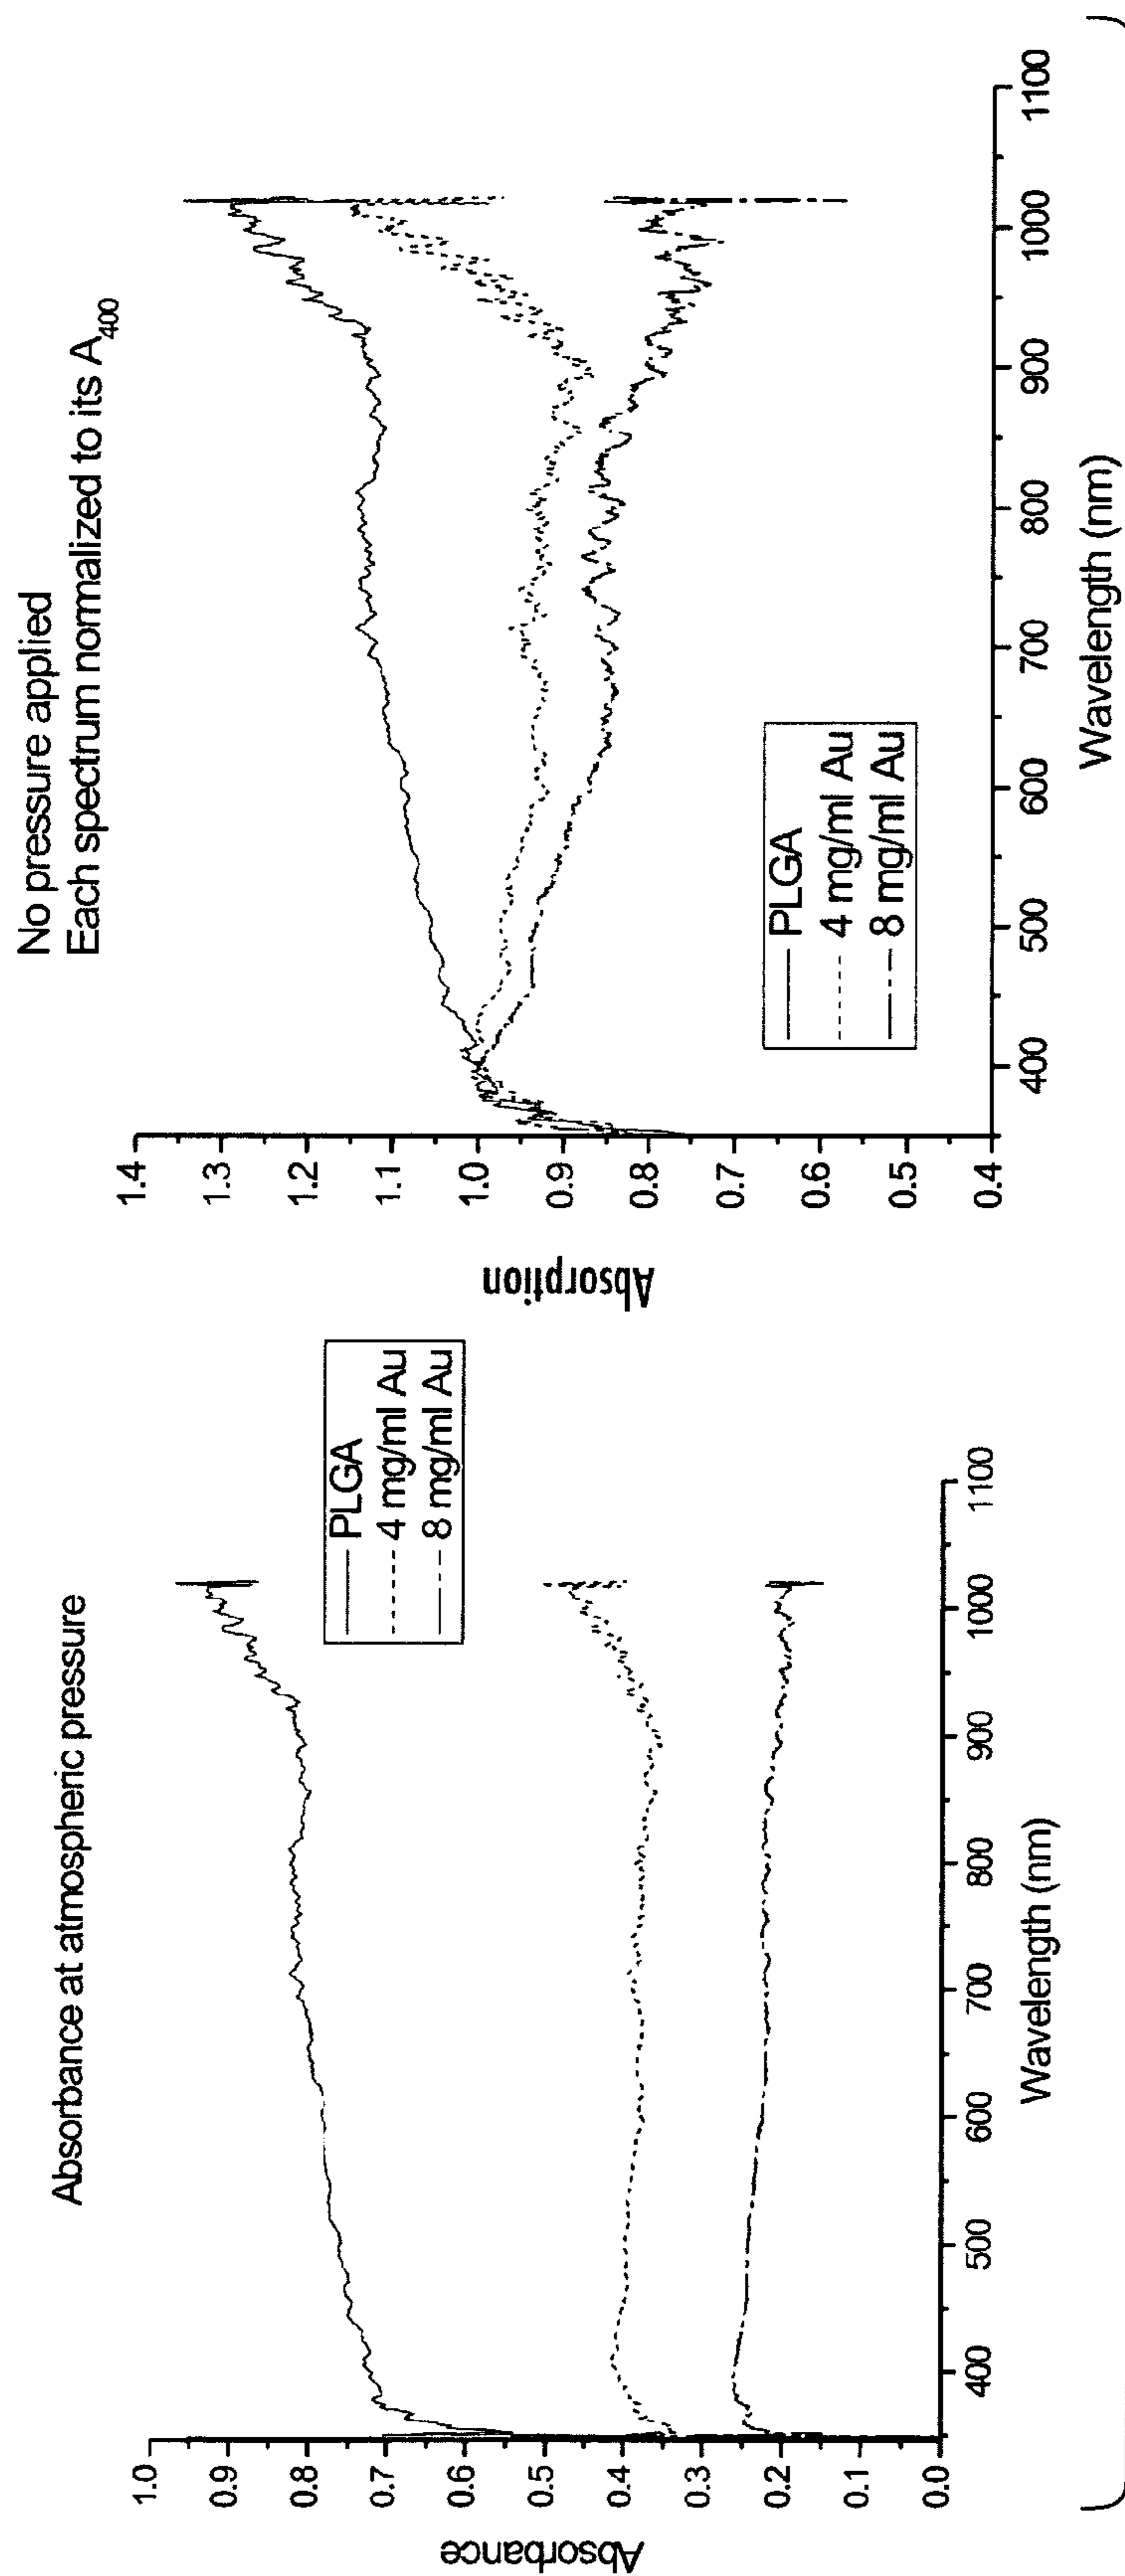 Absorbance at atmospheric pressure
Absorbance
1.0
0.9
0.8
0.7
0.6
0.5
0.4
0.3
0.2
0.1
0.0
400
500
600
700
800
900
1000
1100
Wavelength (nm)
PLGA
4 mg/ml Au
8 mg/ml Au
No pressure applied
Each spectrum normalized to its A400
Absorption
1.4
1.3
1.2
1.1
1.0
0.9
0.8
0.7
0.6
0.5
0.4
400
500
600
700
800
900
1000
1100
Wavelength (nm)
PLGA
4 mg/ml Au
8 mg/ml Au